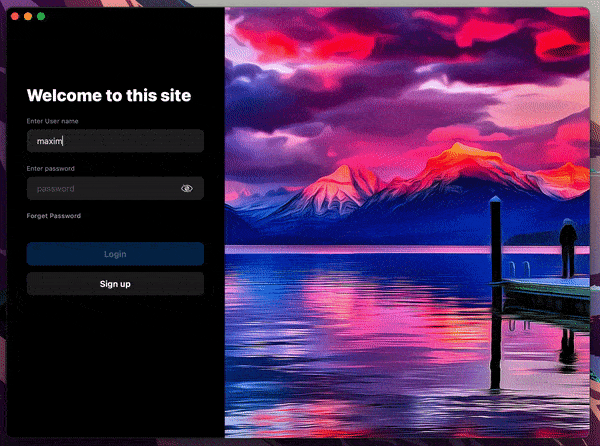 Welcome to this site
Enter User name
maxim
Enter password
password
Forget Password
Login
Sign up